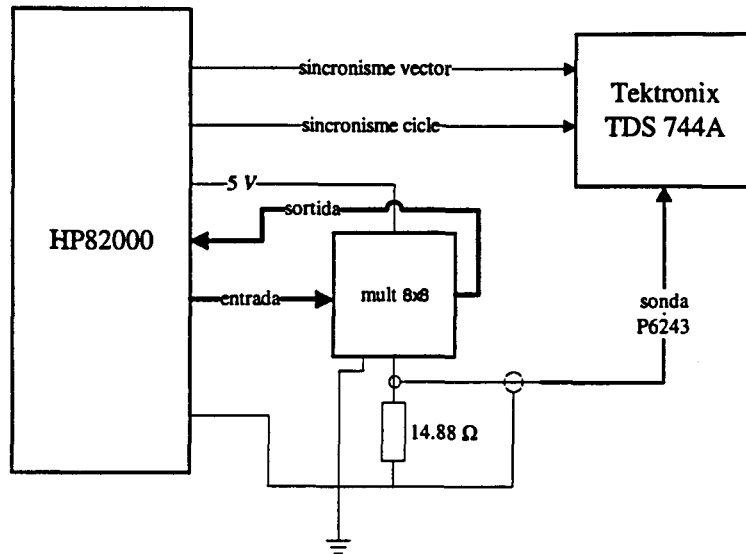 sincronisme vector
Tektronix
TDS 744A
sincronisme cicle
5 V
sortida
HP82000
entrada
mult 8x8
sonda
P6243
14.88 Ω